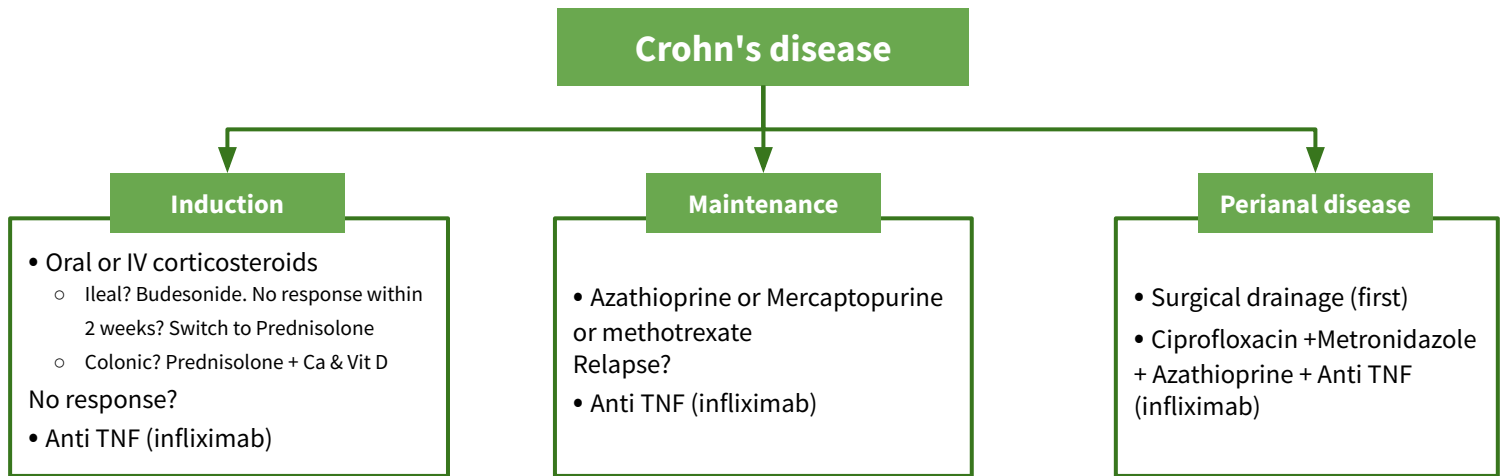 Crohn's disease
Induction
• Oral or IV corticosteroids
○ Ileal? Budesonide. No response within
2 weeks? Switch to Prednisolone
○ Colonic? Prednisolone + Ca & Vit D
No response?
• Anti TNF (infliximab)
Maintenance
• Azathioprine or Mercaptopurine
or methotrexate
Relapse?
• Anti TNF (infliximab)
Perianal disease
• Surgical drainage (first)
• Ciprofloxacin +Metronidazole
+ Azathioprine + Anti TNF
(infliximab)